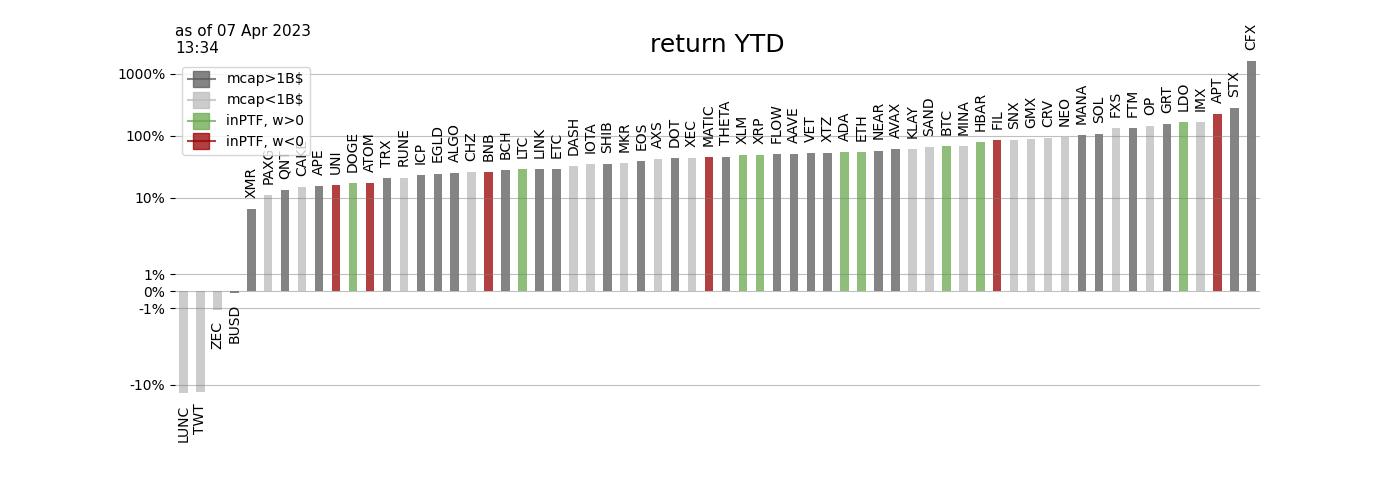 as of 07 Apr 2023
13:34
return YTD
1000%
100%
10%
1%
0%
-1%
-10%
mcap>1B$
mcap<1B$
inPTF, w>0
inPTF, w<0
LUNC
TWT
ZEC
BUSD
XMR
PAXG
QNT
CAKE
APE
UNI
DOGE
ATOM
TRX
RUNE
ICP
EGLD
ALGO
CHZ
BNB
BCH
LTC
LINK
ETC
DASH
IOTA
SHIB
MKR
EOS
AXS
DOT
XEC
MATIC
THETA
XLM
XRP
FLOW
AAVE
VET
XTZ
ADA
ETH
NEAR
AVAX
KLAY
SAND
BTC
MINA
HBAR
FIL
SNX
GMX
CRV
NEO
MANA
SOL
FXS
FTM
OP
GRT
LDO
IMX
APT
STX
CFX